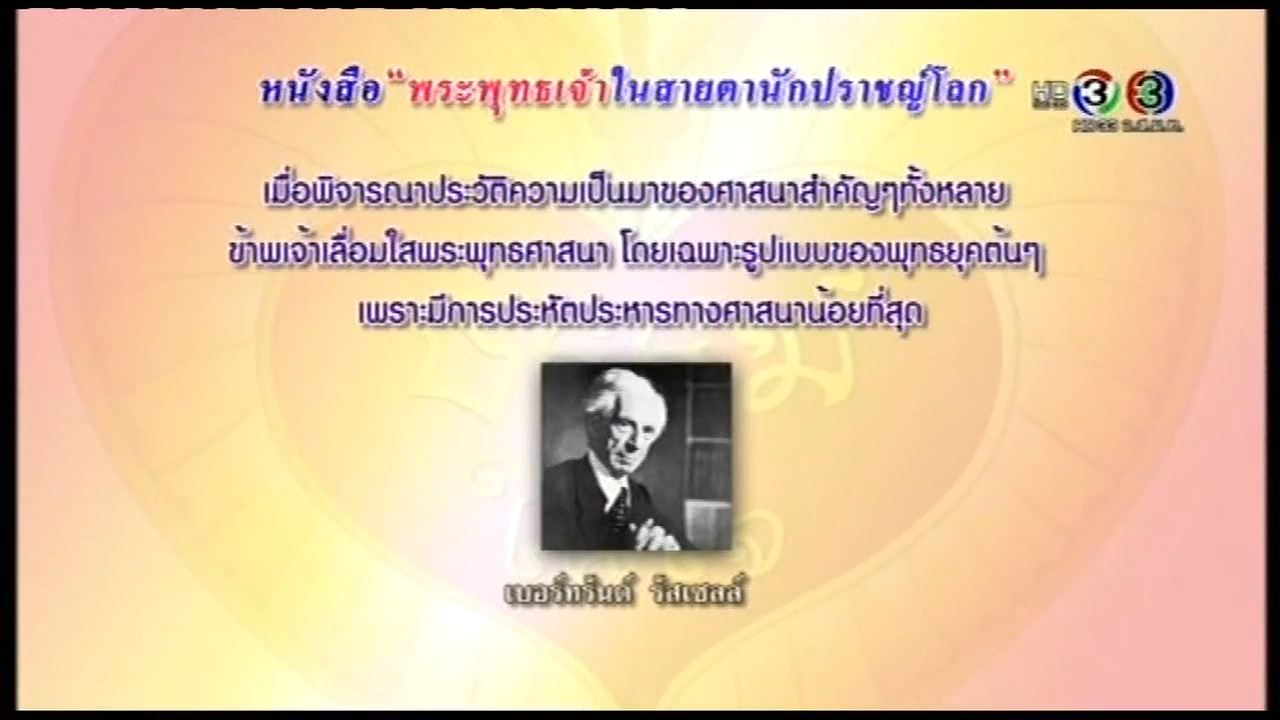 หนังสือ "พระพุทธเจ้าในสายตานักปราชญ์โลก"
HD 3 3
HD33 อ.ส.ม.ท.
เมื่อพิจารณาประวัติความเป็นมาของศาสนาสำคัญๆทั้งหลาย
ข้าพเจ้าเลื่อมใสพระพุทธศาสนา โดยเฉพาะรูปแบบของพุทธยุคต้นๆ
เพราะมีการประหัตประหารทางศาสนาน้อยที่สุด
เบอร์ทรันด์ รัสเซลล์